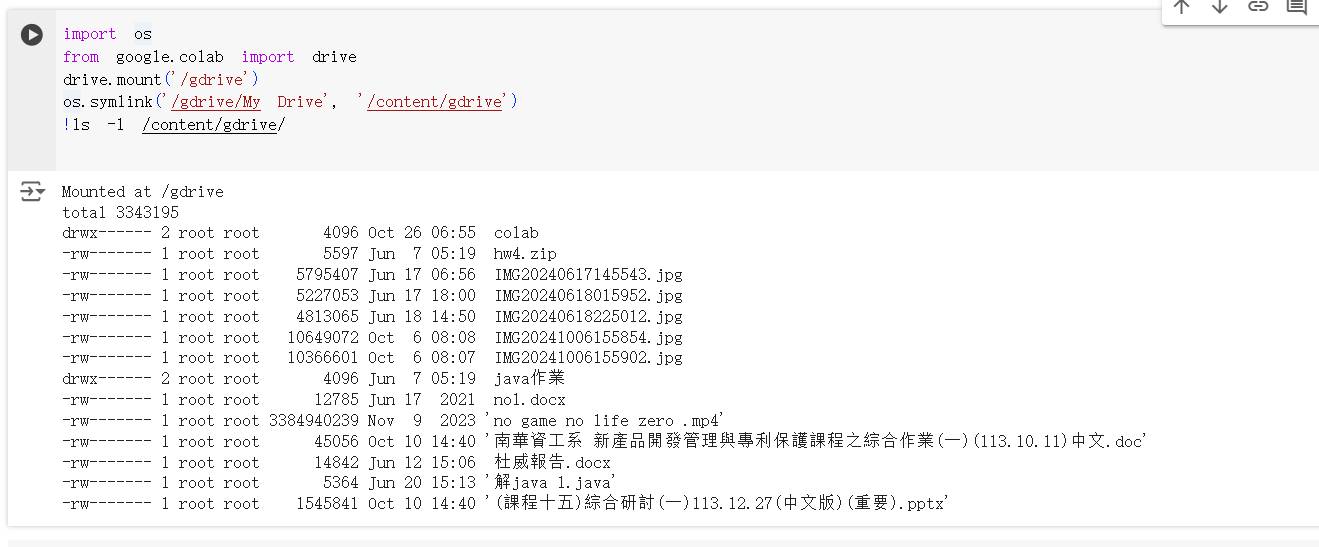 import os
from google.colab import drive
drive.mount('/gdrive')
os.symlink('/gdrive/My Drive', '/content/gdrive')
!ls -l /content/gdrive/
Mounted at /gdrive
total 3343195
drwx------ 2 root root 4096 Oct 26 06:55 colab
-rw------- 1 root root 5597 Jun 7 05:19 hw4.zip
-rw------- 1 root root 5795407 Jun 17 06:56 IMG20240617145543.jpg
-rw------- 1 root root 5227053 Jun 17 18:00 IMG20240618015952.jpg
-rw------- 1 root root 4813065 Jun 18 14:50 IMG20240618225012.jpg
-rw------- 1 root root 10649072 Oct 6 08:08 IMG20241006155854.jpg
-rw------- 1 root root 10366601 Oct 6 08:07 IMG20241006155902.jpg
drwx------ 2 root root 4096 Jun 7 05:19 java作業
-rw------- 1 root root 12785 Jun 17 2021 no1.docx
-rw------- 1 root root 3384940239 Nov 9 2023 'no game no life zero .mp4'
-rw------- 1 root root 45056 Oct 10 14:40 '南華資工系 新產品開發管理與專利保護課程之綜合作業(一)(113.10.11)中文.doc'
-rw------- 1 root root 14842 Jun 12 15:06 杜威報告.docx
-rw------- 1 root root 5364 Jun 20 15:13 '解java 1.java'
-rw------- 1 root root 1545841 Oct 10 14:40 '(課程十五)綜合研討(一)113.12.27(中文版)(重要).pptx'